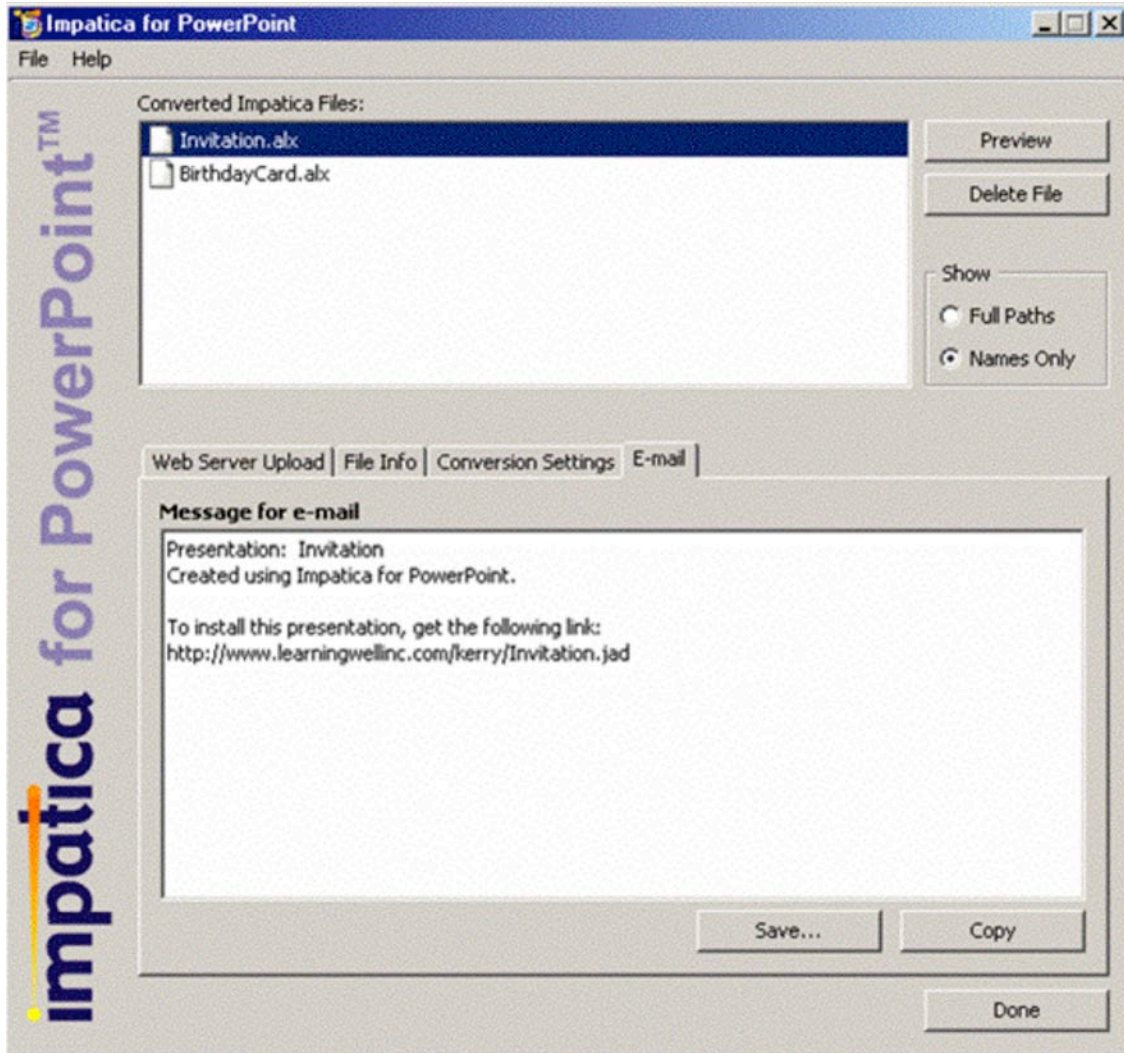 Impatica for PowerPoint
File Help
impatica for PowerPoint™
Converted Impatica Files:
Invitation.alx
BirthdayCard.alx
Preview
Delete File
Show
Full Paths
Names Only
Web Server Upload File Info Conversion Settings E-mail
Message for e-mail
Presentation: Invitation
Created using Impatica for PowerPoint.
To install this presentation, get the following link:
http://www.learningwellinc.com/kerry/Invitation.jad
Save... Copy
Done